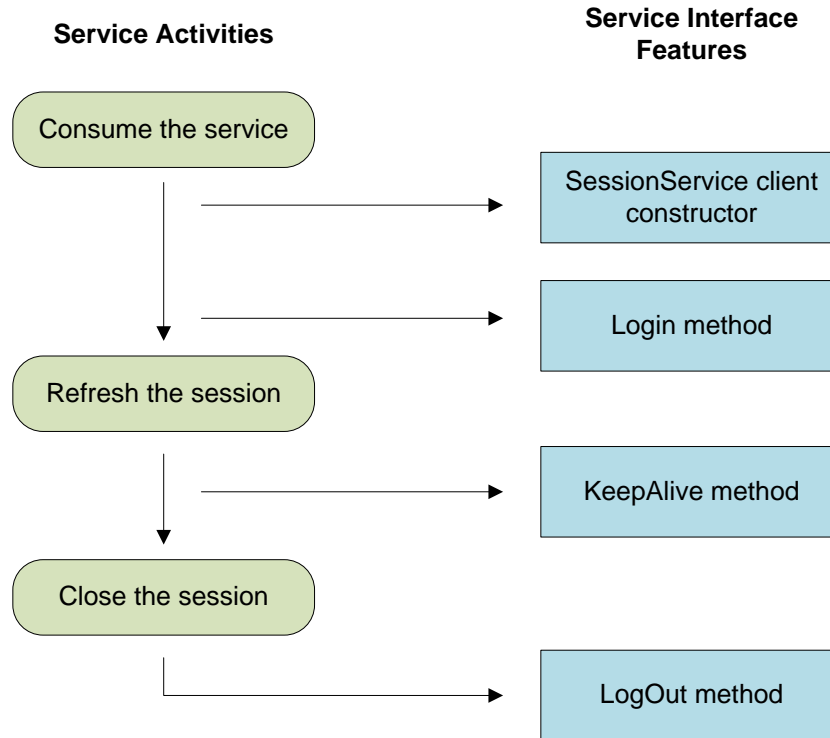 Service Activities
Service Interface
Features
Consume the service
SessionService client
constructor
Login method
Refresh the session
KeepAlive method
Close the session
LogOut method